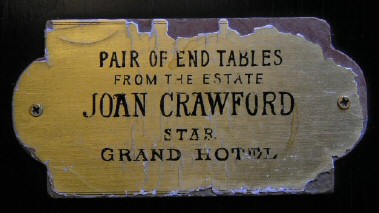 PAIR OF END TABLES
FROM THE ESTATE
JOAN CRAWFORD
STAR
GRAND HOTEL